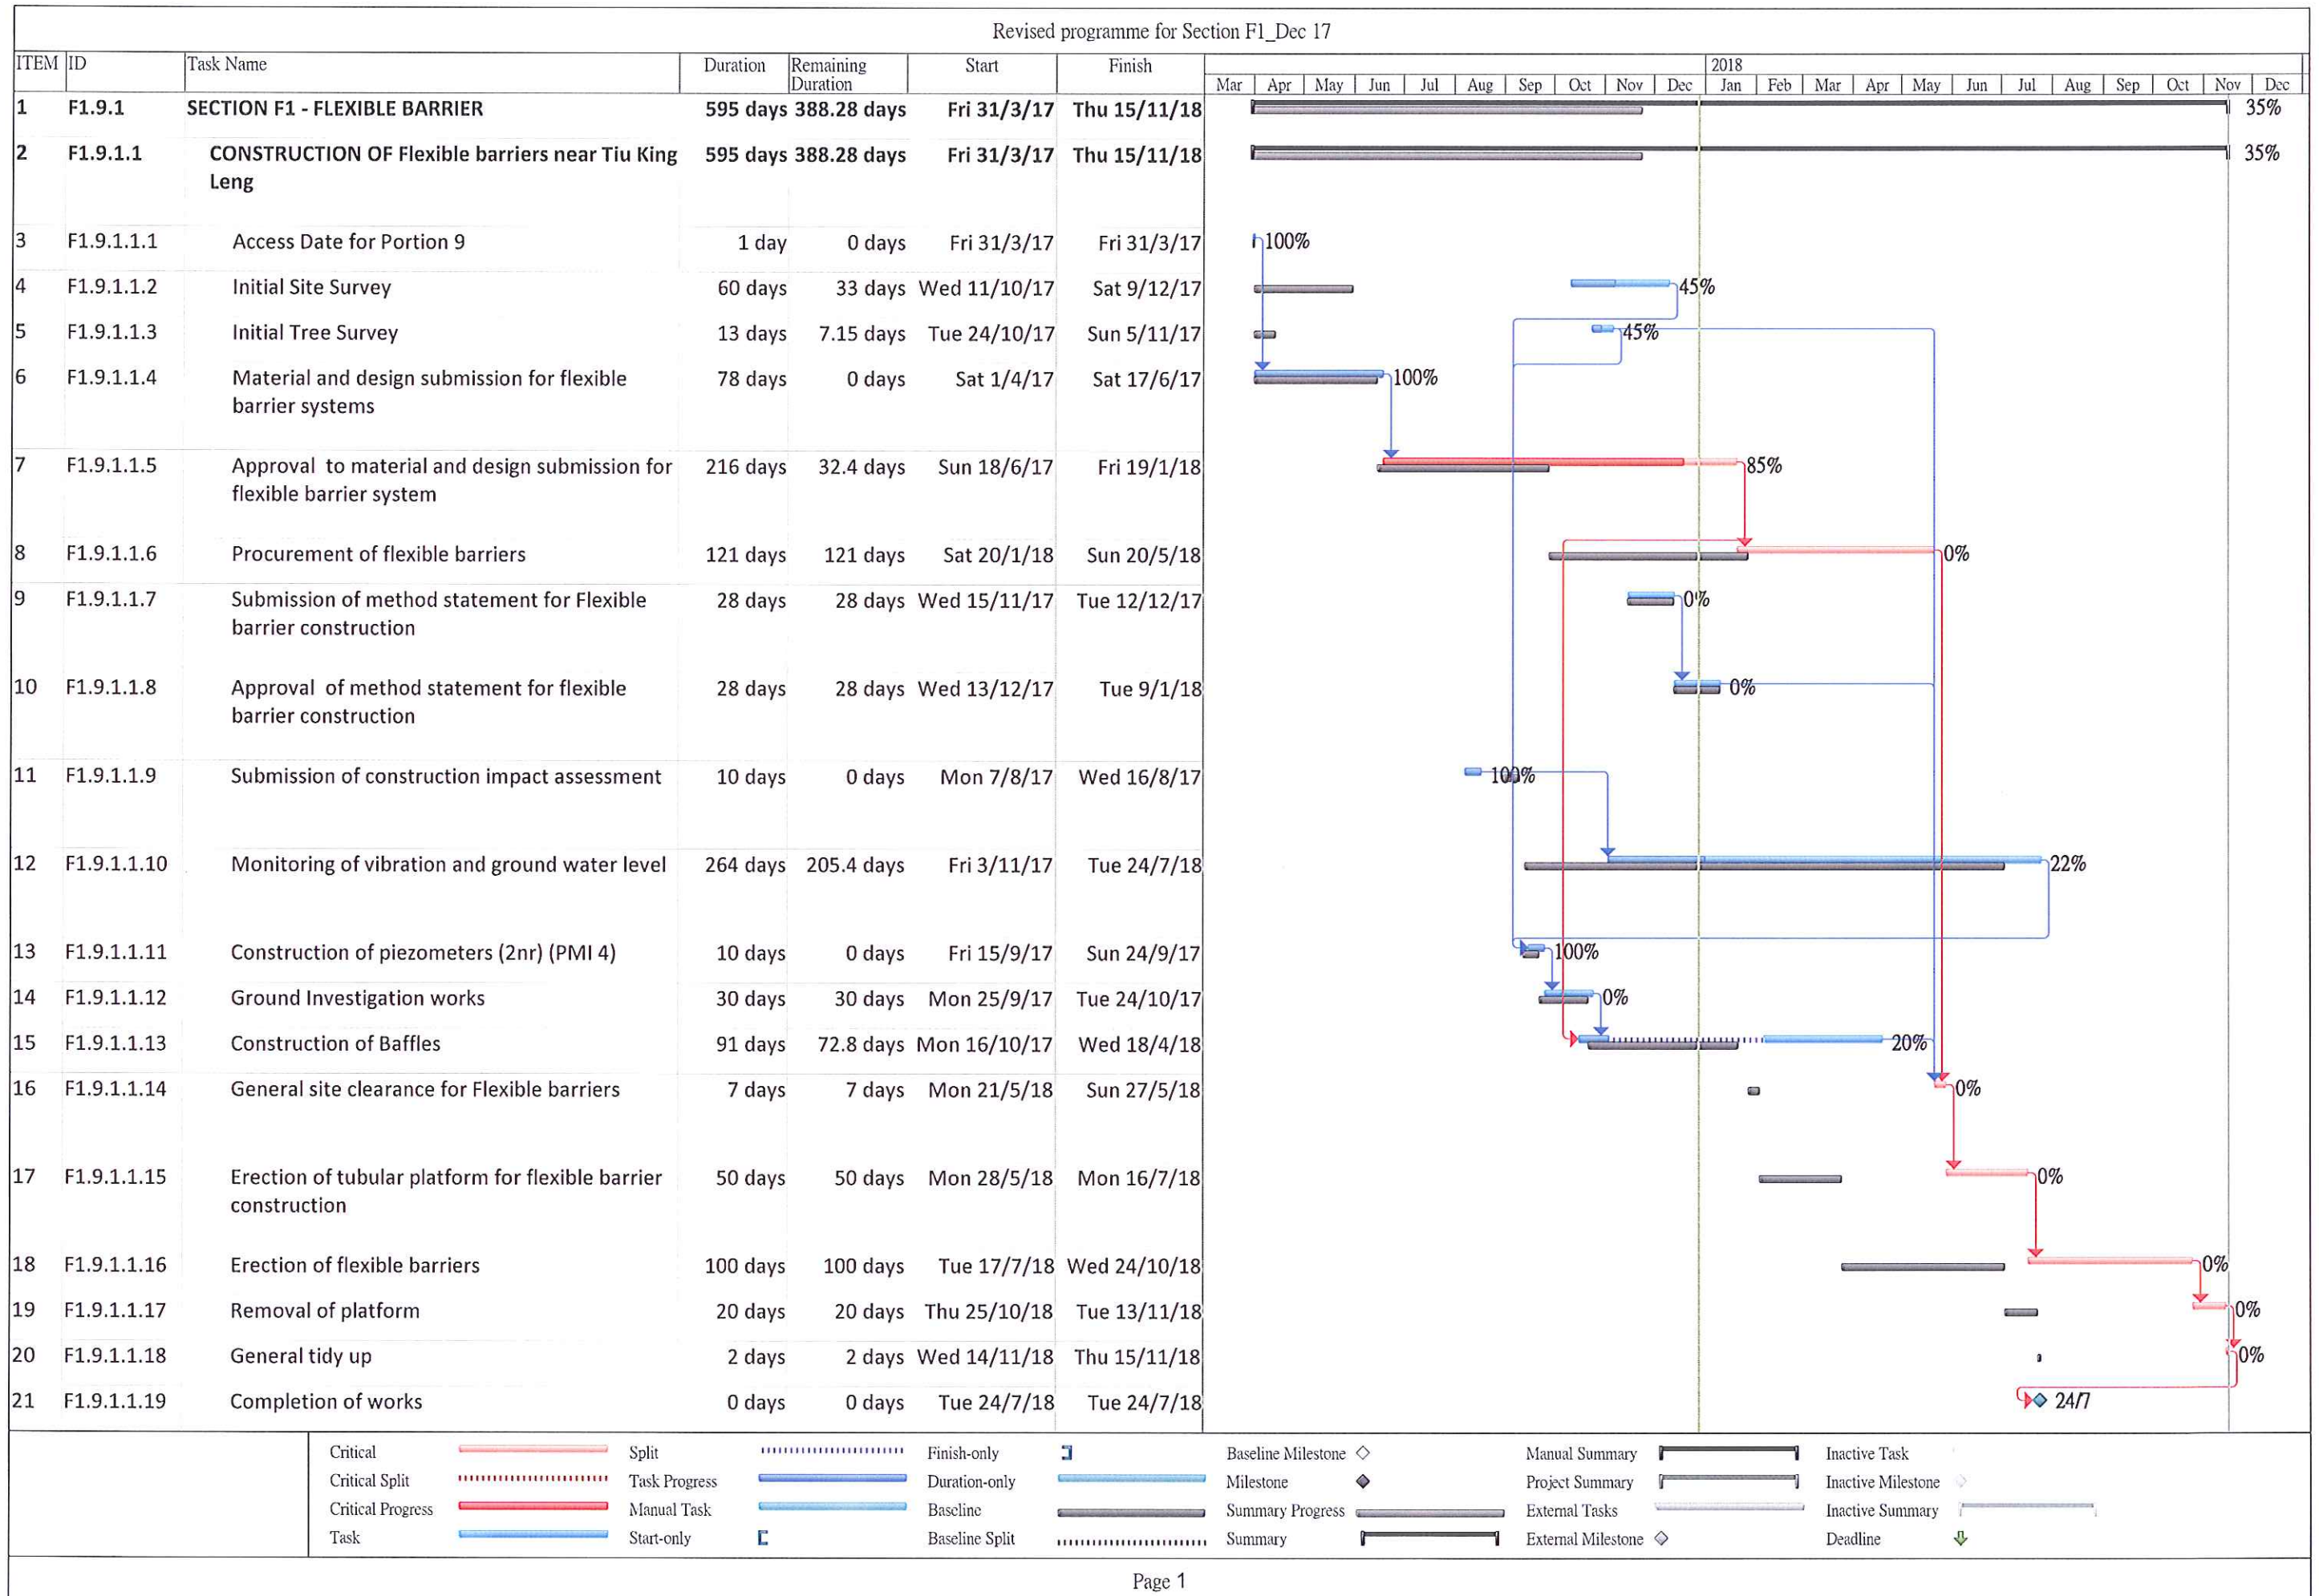 Revised programme for Section F1_Dec 17
ITEM ID Task Name Duration Remaining Duration Start Finish
2018
Mar Apr May Jun Jul Aug Sep Oct Nov Dec Jan Feb Mar Apr May Jun Jul Aug Sep Oct Nov Dec
1 F1.9.1 SECTION F1 - FLEXIBLE BARRIER 595 days 388.28 days Fri 31/3/17 Thu 15/11/18 35%
2 F1.9.1.1 CONSTRUCTION OF Flexible barriers near Tiu King 595 days 388.28 days Fri 31/3/17 Thu 15/11/18 35%
Leng
3 F1.9.1.1.1 Access Date for Portion 9 1 day 0 days Fri 31/3/17 Fri 31/3/17 100%
4 F1.9.1.1.2 Initial Site Survey 60 days 33 days Wed 11/10/17 Sat 9/12/17 45%
5 F1.9.1.1.3 Initial Tree Survey 13 days 7.15 days Tue 24/10/17 Sun 5/11/17 45%
6 F1.9.1.1.4 Material and design submission for flexible 78 days 0 days Sat 1/4/17 Sat 17/6/17 100%
barrier systems
7 F1.9.1.1.5 Approval to material and design submission for 216 days 32.4 days Sun 18/6/17 Fri 19/1/18 85%
flexible barrier system
8 F1.9.1.1.6 Procurement of flexible barriers 121 days 121 days Sat 20/1/18 Sun 20/5/18 0%
9 F1.9.1.1.7 Submission of method statement for Flexible 28 days 28 days Wed 15/11/17 Tue 12/12/17 0%
barrier construction
10 F1.9.1.1.8 Approval of method statement for flexible 28 days 28 days Wed 13/12/17 Tue 9/1/18 0%
barrier construction
11 F1.9.1.1.9 Submission of construction impact assessment 10 days 0 days Mon 7/8/17 Wed 16/8/17 100%
12 F1.9.1.1.10 Monitoring of vibration and ground water level 264 days 205.4 days Fri 3/11/17 Tue 24/7/18 22%
13 F1.9.1.1.11 Construction of piezometers (2nr) (PMI 4) 10 days 0 days Fri 15/9/17 Sun 24/9/17 100%
14 F1.9.1.1.12 Ground Investigation works 30 days 30 days Mon 25/9/17 Tue 24/10/17 0%
15 F1.9.1.1.13 Construction of Baffles 91 days 72.8 days Mon 16/10/17 Wed 18/4/18 20%
16 F1.9.1.1.14 General site clearance for Flexible barriers 7 days 7 days Mon 21/5/18 Sun 27/5/18 0%
17 F1.9.1.1.15 Erection of tubular platform for flexible barrier 50 days 50 days Mon 28/5/18 Mon 16/7/18 0%
construction
18 F1.9.1.1.16 Erection of flexible barriers 100 days 100 days Tue 17/7/18 Wed 24/10/18 0%
19 F1.9.1.1.17 Removal of platform 20 days 20 days Thu 25/10/18 Tue 13/11/18 0%
20 F1.9.1.1.18 General tidy up 2 days 2 days Wed 14/11/18 Thu 15/11/18 0%
21 F1.9.1.1.19 Completion of works 0 days 0 days Tue 24/7/18 Tue 24/7/18 24/7
Critical Split Finish-only Baseline Milestone Manual Summary Inactive Task
Critical Split Task Progress Duration-only Milestone Project Summary Inactive Milestone
Critical Progress Manual Task Baseline Summary Progress External Tasks Inactive Summary
Task Start-only Baseline Split Summary External Milestone Deadline
Page 1